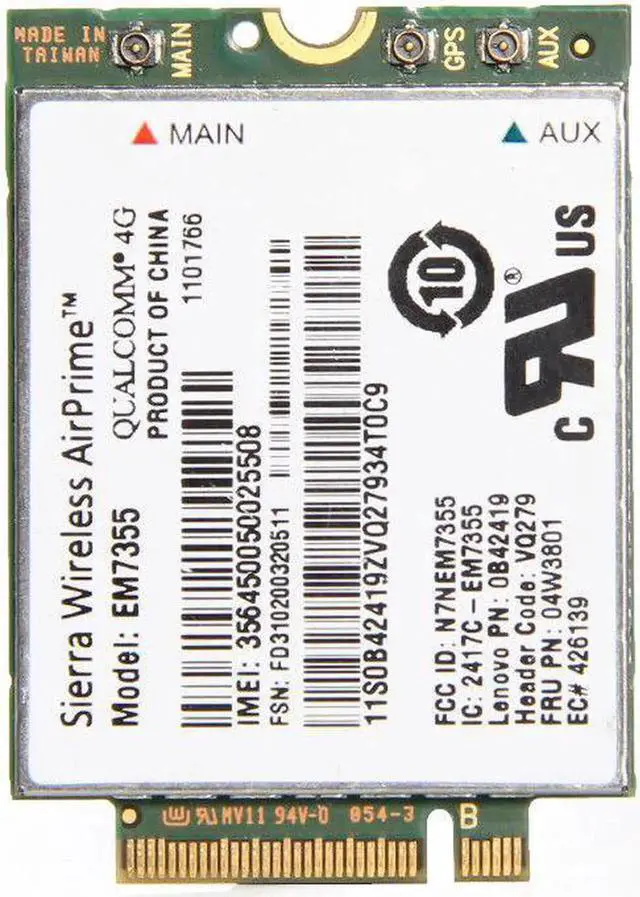 MADE IN
TAIWAN
MAIN
GPS
AUX
▲ MAIN
▲ AUX
Sierra Wireless AirPrime™
QUALCOMM® 4G
Model: EM7355
PRODUCT OF CHINA
1101766
IMEI: 356450050025508
FSN: FD310200320511
11S0B42419ZVQ27934T0C9
10
c UR® US
FCC ID: N7NEM7355
IC: 2417C-EM7355
Lenovo PN: 0B42419
Header Code: VQ279
FRU PN: 04W3801
EC# 426139
MV11 94V-0 054-3
B